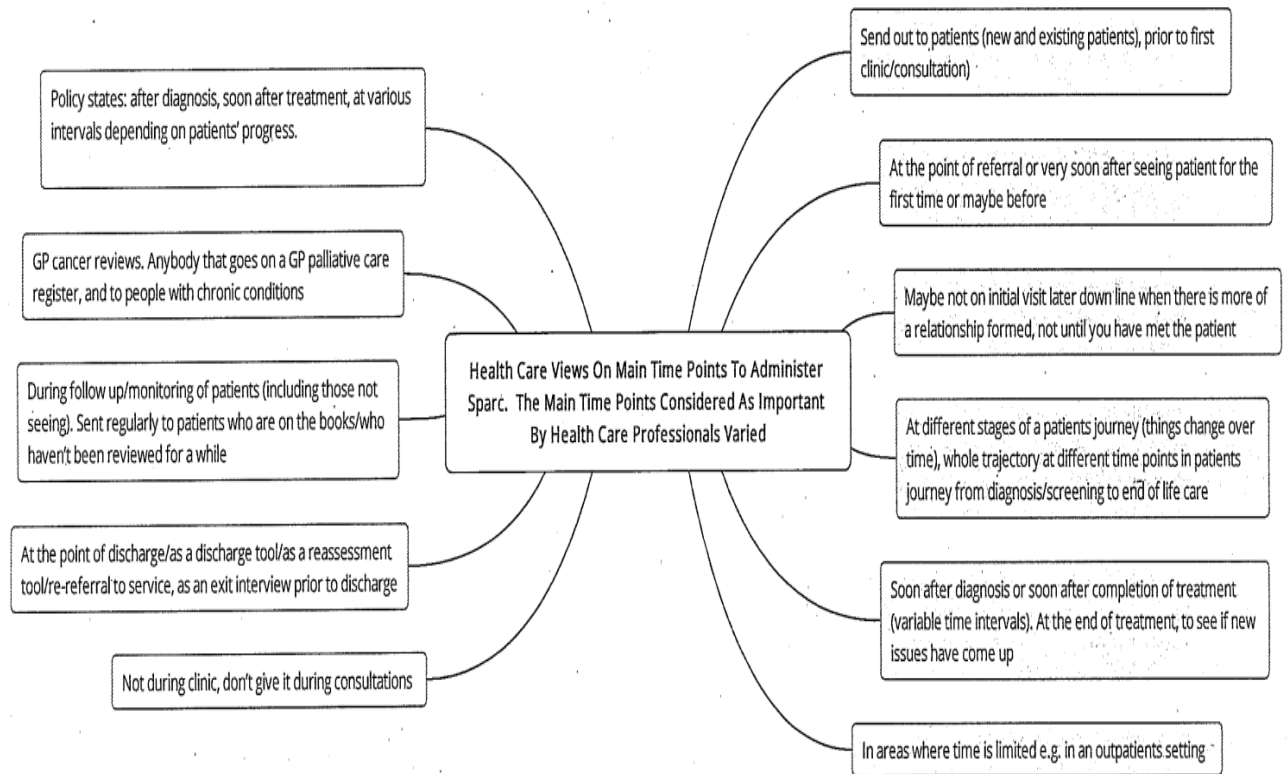 Policy states: after diagnosis, soon after treatment, at various
intervals depending on patients' progress.
GP cancer reviews. Anybody that goes on a GP palliative care
register, and to people with chronic conditions
During follow up/monitoring of patients (including those not
seeing). Sent regularly to patients who are on the books/who
haven't been reviewed for a while
At the point of discharge/as a discharge tool/as a reassessment
tool/re-referral to service, as an exit interview prior to discharge
Not during clinic, don't give it during consultations
Health Care Views On Main Time Points To Administer
Sparc. The Main Time Points Considered As Important
By Health Care Professionals Varied
Send out to patients (new and existing patients), prior to first
clinic/consultation)
At the point of referral or very soon after seeing patient for the
first time or maybe before
Maybe not on initial visit later down line when there is more of
a relationship formed, not until you have met the patient
At different stages of a patients journey (things change over
time), whole trajectory at different time points in patients
journey from diagnosis/screening to end of life care
Soon after diagnosis or soon after completion of treatment
(variable time intervals). At the end of treatment, to see if new
issues have come up
In areas where time is limited e.g. in an outpatients setting